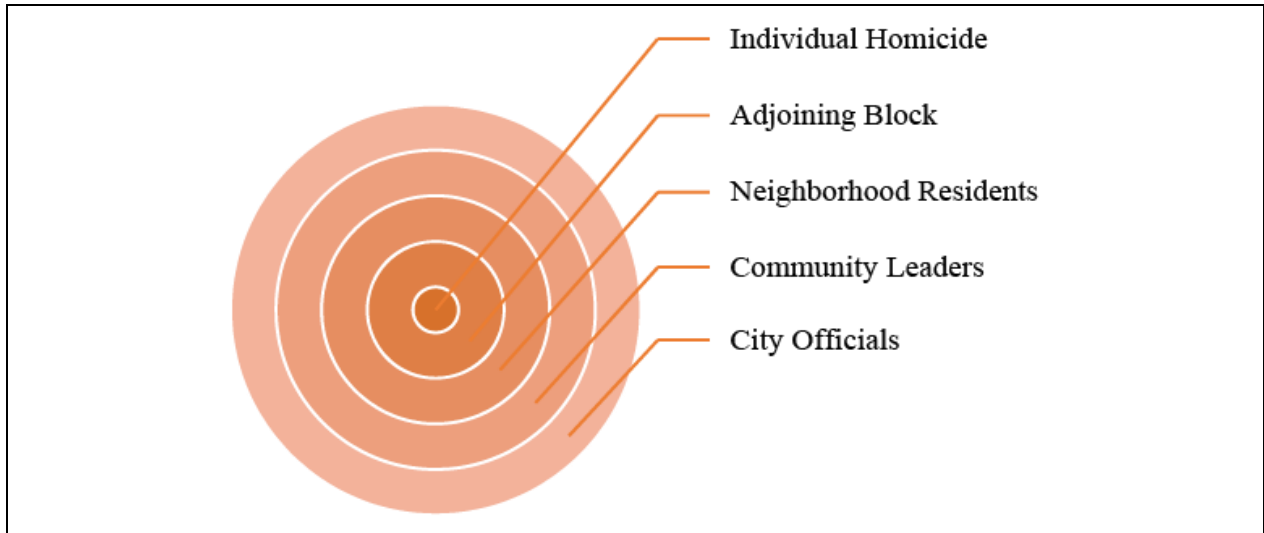 Individual Homicide
Adjoining Block
Neighborhood Residents
Community Leaders
City Officials